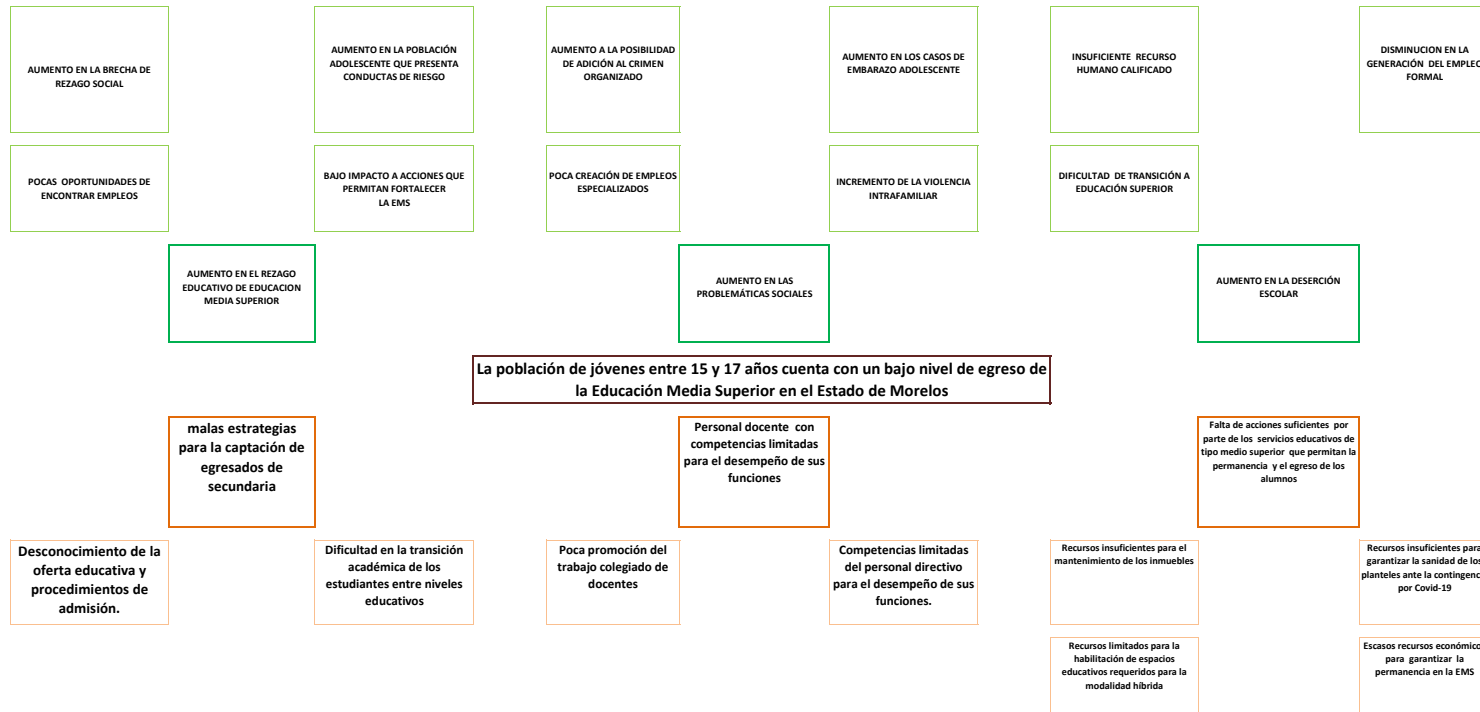 AUMENTO EN LA BRECHA DE
REZAGO SOCIAL
AUMENTO EN LA POBLACIÓN
ADOLESCENTE QUE PRESENTA
CONDUCTAS DE RIESGO
AUMENTO A LA POSIBILIDAD
DE ADICIÓN AL CRIMEN
ORGANIZADO
AUMENTO EN LOS CASOS DE
EMBARAZO ADOLESCENTE
INSUFICIENTE RECURSO
HUMANO CALIFICADO
DISMINUCION EN LA
GENERACIÓN DEL EMPLEO
FORMAL
POCAS OPORTUNIDADES DE
ENCONTRAR EMPLEOS
BAJO IMPACTO A ACCIONES QUE
PERMITAN FORTALECER
LA EMS
POCA CREACIÓN DE EMPLEOS
ESPECIALIZADOS
INCREMENTO DE LA VIOLENCIA
INTRAFAMILIAR
DIFICULTAD DE TRANSICIÓN A
EDUCACIÓN SUPERIOR
AUMENTO EN EL REZAGO
EDUCATIVO DE EDUCACION
MEDIA SUPERIOR
AUMENTO EN LAS
PROBLEMÁTICAS SOCIALES
AUMENTO EN LA DESERCIÓN
ESCOLAR
La población de jóvenes entre 15 y 17 años cuenta con un bajo nivel de egreso de
la Educación Media Superior en el Estado de Morelos
malas estrategias
para la captación de
egresados de
secundaria
Personal docente con
competencias limitadas
para el desempeño de sus
funciones
Falta de acciones suficientes por
parte de los servicios educativos de
tipo medio superior que permitan la
permanencia y el egreso de los
alumnos
Desconocimiento de la
oferta educativa y
procedimientos de
admisión.
Dificultad en la transición
académica de los
estudiantes entre niveles
educativos
Poca promoción del
trabajo colegiado de
docentes
Competencias limitadas
del personal directivo
para el desempeño de sus
funciones.
Recursos insuficientes para el
mantenimiento de los inmuebles
Recursos insuficientes para
garantizar la sanidad de los
planteles ante la contingenc
por Covid-19
Recursos limitados para la
habilitación de espacios
educativos requeridos para la
modalidad híbrida
Escasos recursos económico
para garantizar la
permanencia en la EMS